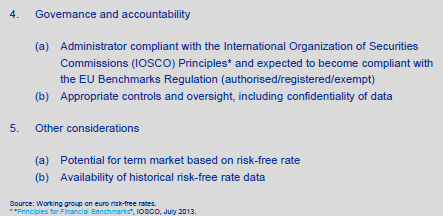 4. Governance and accountability
(a) Administrator compliant with the International Organization of Securities
Commissions (IOSCO) Principles* and expected to become compliant with
the EU Benchmarks Regulation (authorised/registered/exempt)
(b) Appropriate controls and oversight, including confidentiality of data
5. Other considerations
(a) Potential for term market based on risk-free rate
(b) Availability of historical risk-free rate data
Source: Working group on euro risk-free rates.
* "Principles for Financial Benchmarks", IOSCO, July 2013.